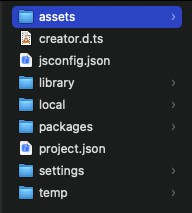 assets
creator.d.ts
jsconfig.json
library
local
packages
project.json
settings
temp